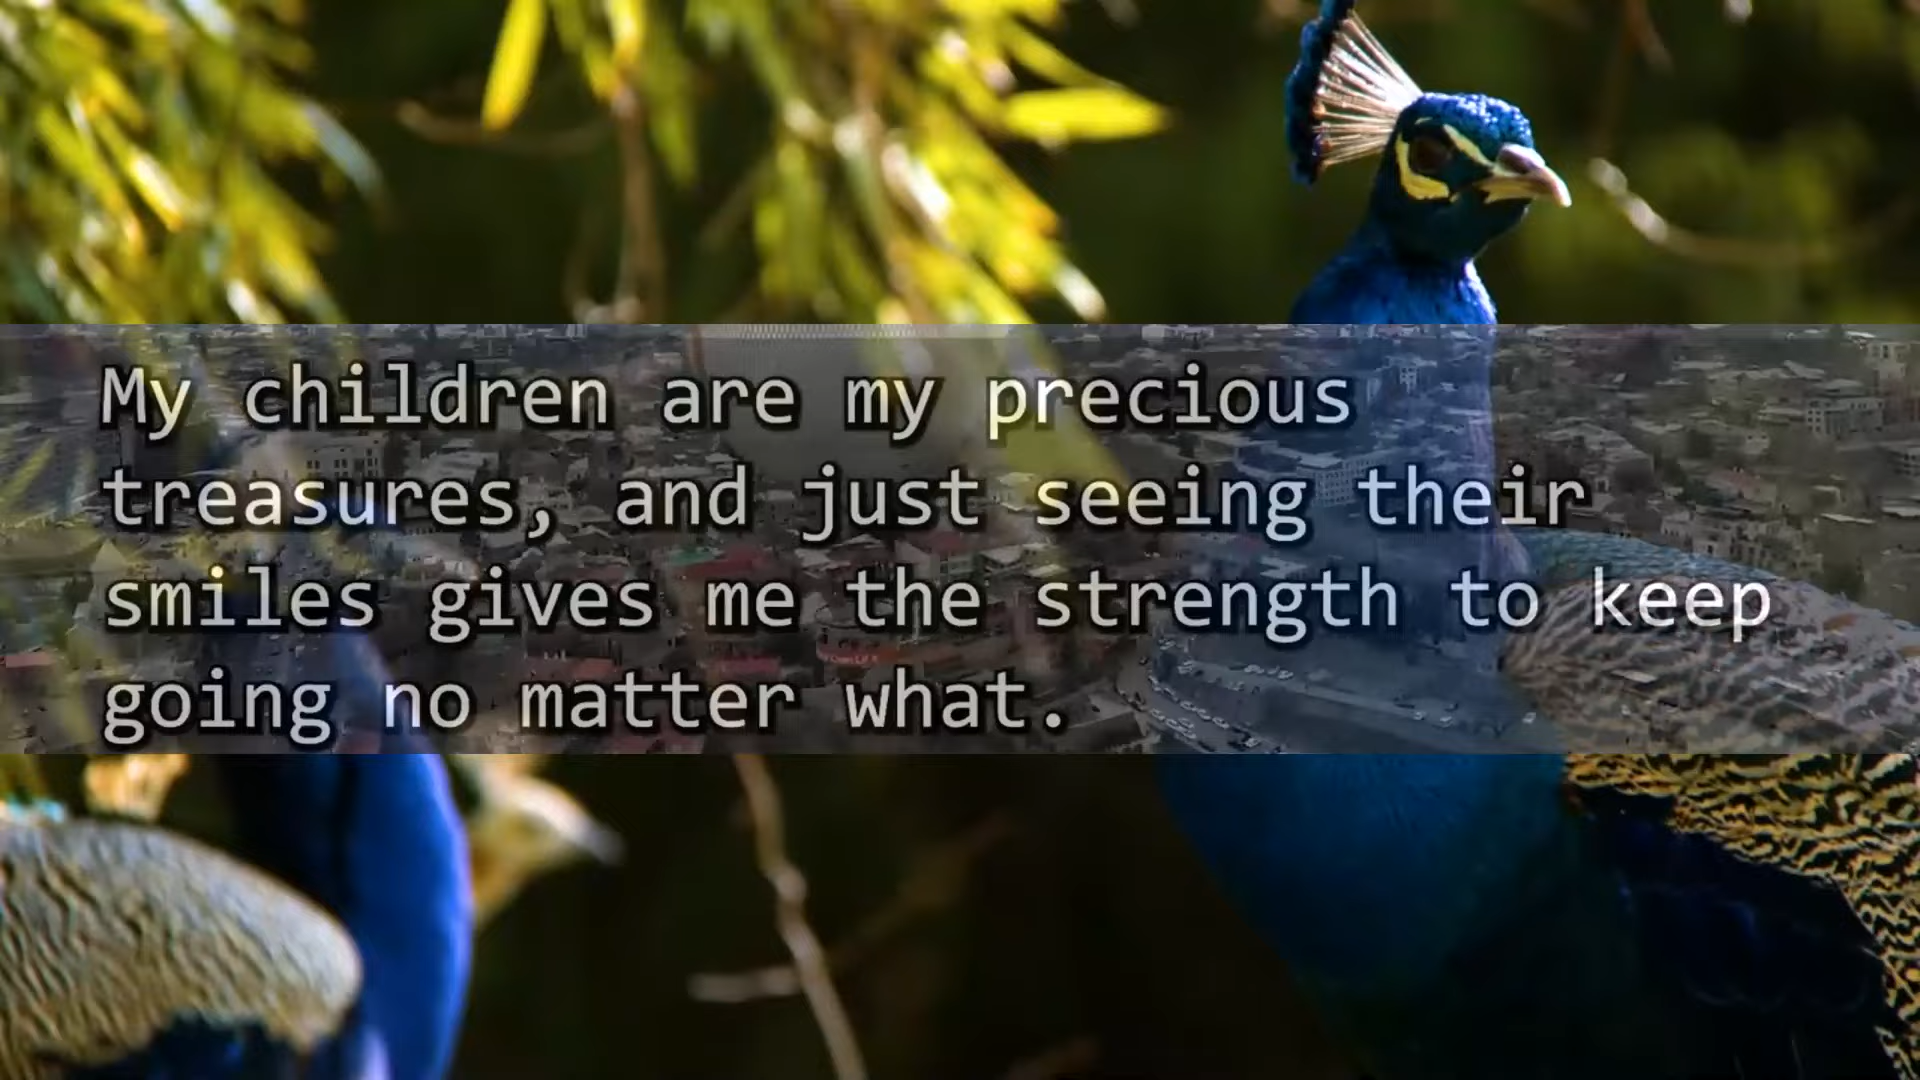 My children are my precious
treasures, and just seeing their
smiles gives me the strength to keep
going no matter what.